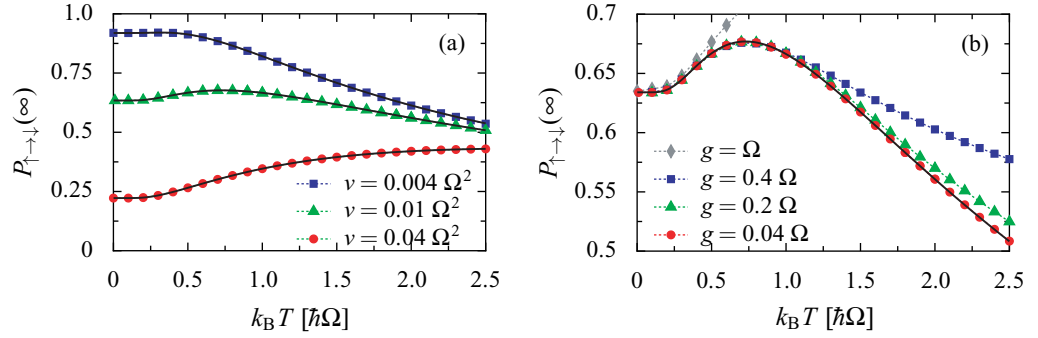 (a)
P↑→↓(∞)
1
0.75
0.5
0.25
0
v = 0.004 Ω²
v = 0.01 Ω²
v = 0.04 Ω²
0 0.5 1.0 1.5 2.0 2.5
k_B T [ℏΩ]
(b)
P↑→↓(∞)
0.7
0.65
0.6
0.55
0.5
g = Ω
g = 0.4 Ω
g = 0.2 Ω
g = 0.04 Ω
0 0.5 1.0 1.5 2.0 2.5
k_B T [ℏΩ]